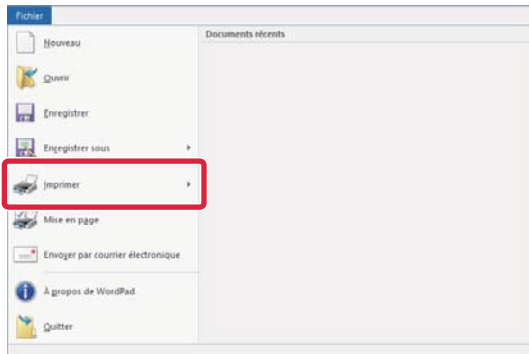 Fichier
Documents récents
Nouveau
Ouvrir
Enregistrer
Enregistrer sous
Imprimer
Mise en page
Envoyer par courrier électronique
À propos de WordPad
Quitter